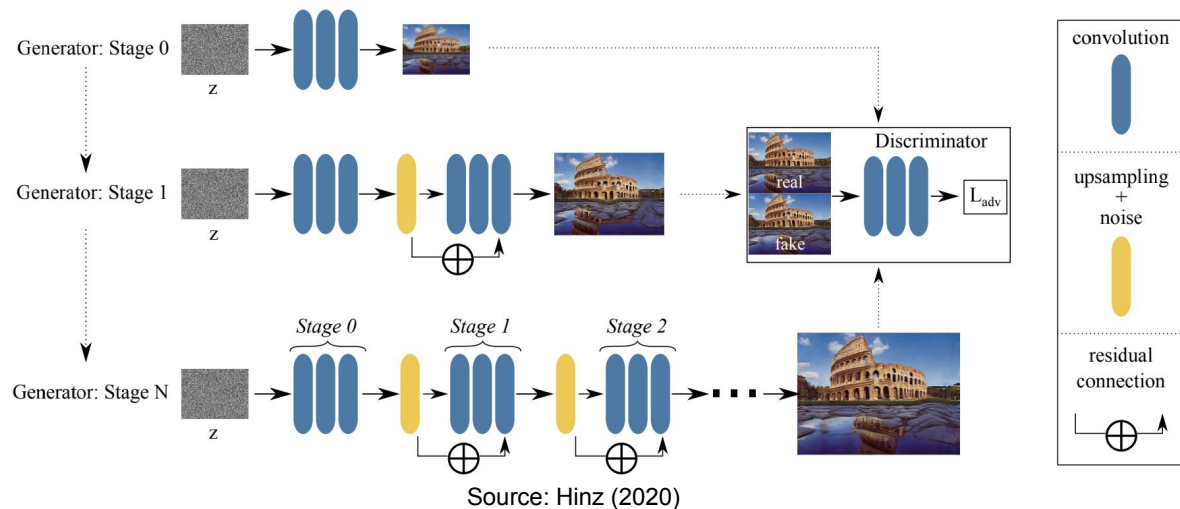 Generator: Stage 0
z
Generator: Stage 1
z
Discriminator
real
fake
L_adv
Stage 0
Stage 1
Stage 2
Generator: Stage N
z
convolution
upsampling
+
noise
residual
connection
Source: Hinz (2020)